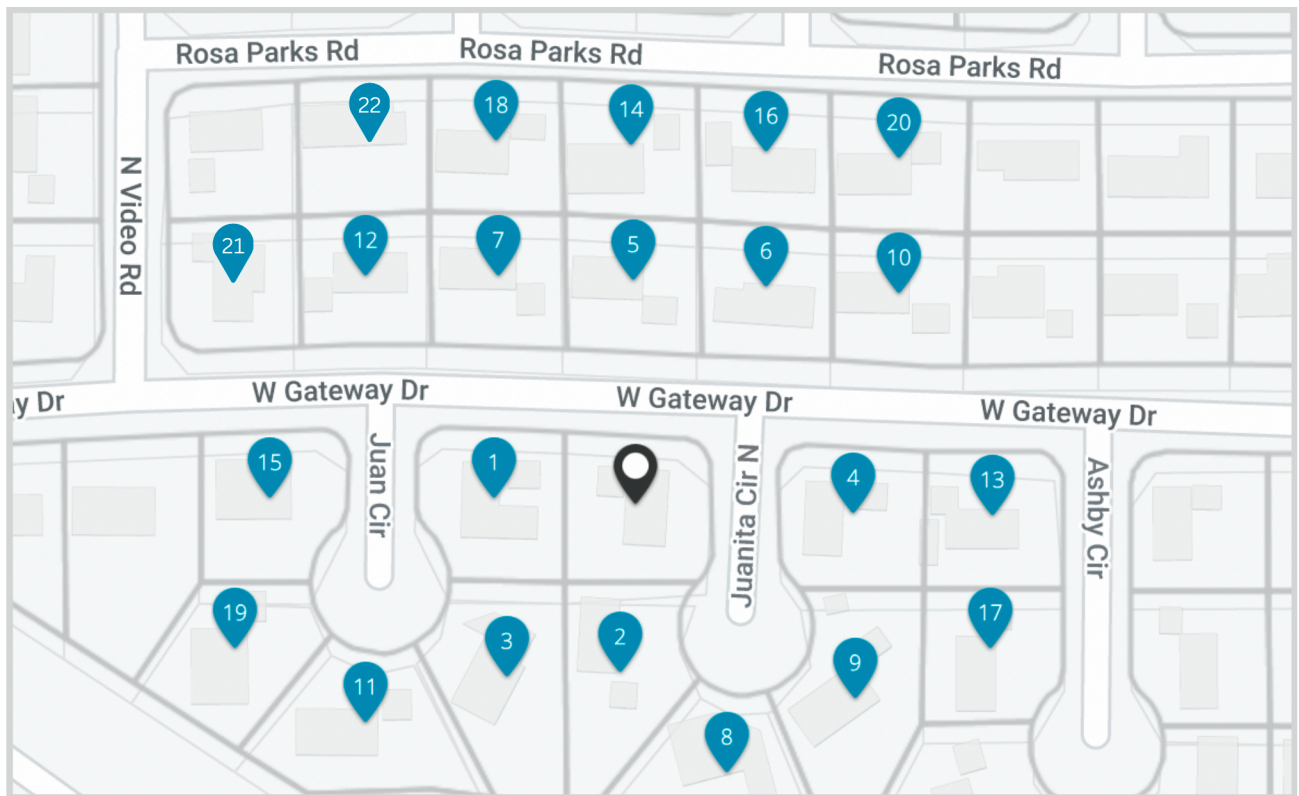 Rosa Parks Rd
Rosa Parks Rd
Rosa Parks Rd
22
18
14
16
20
N Video Rd
21
12
7
5
6
10
ay Dr
W Gateway Dr
W Gateway Dr
W Gateway Dr
15
Juan Cir
1
Juanita Cir N
4
13
Ashby Cir
19
3
2
17
11
9
8